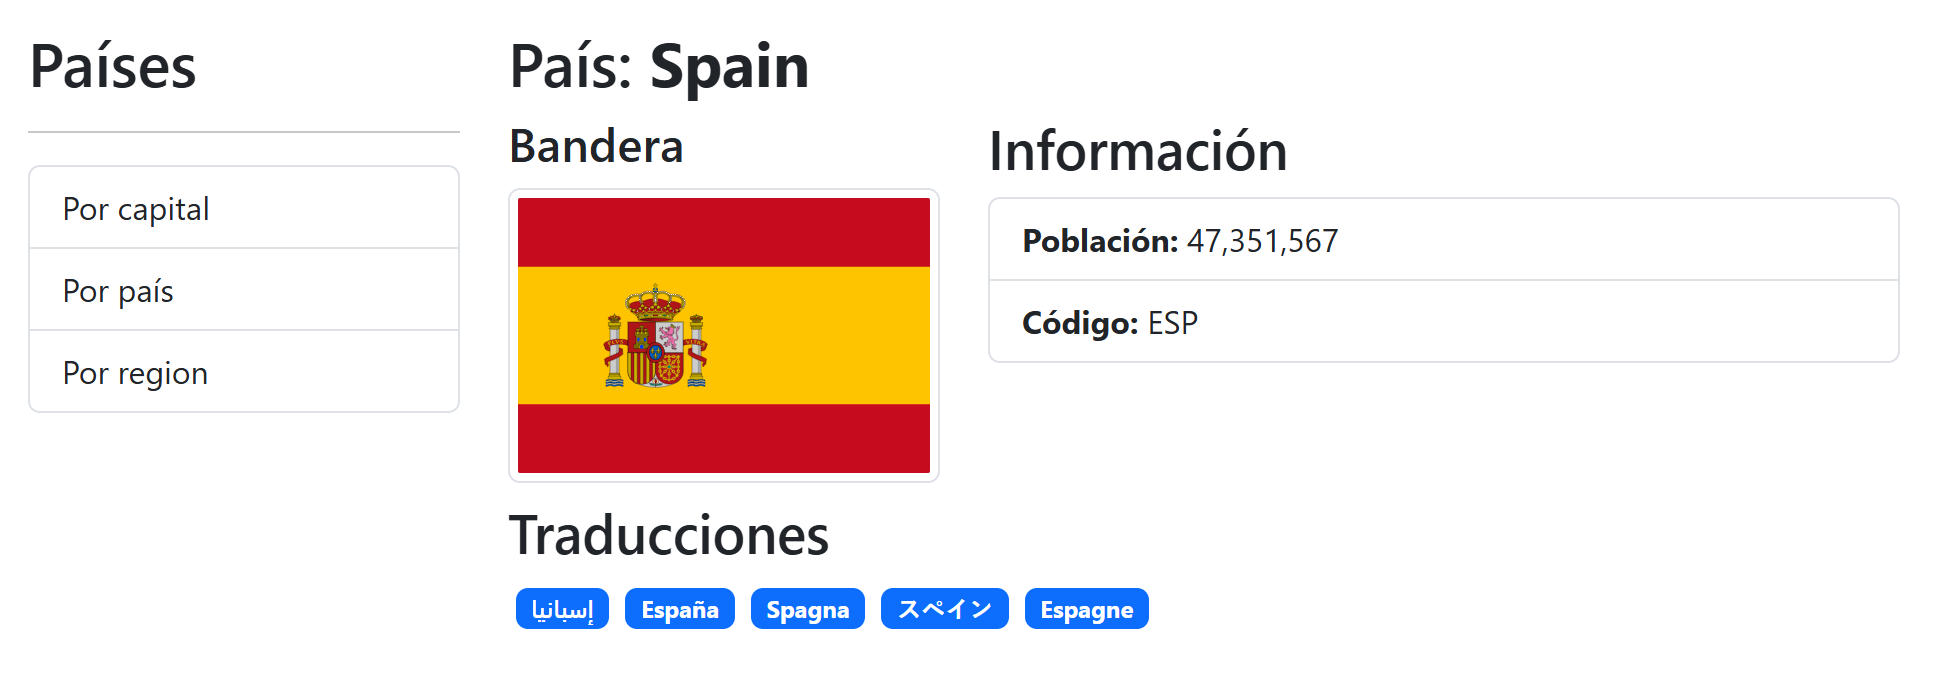 Países
Por capital
Por país
Por region
País: Spain
Bandera
Información
Población: 47,351,567
Código: ESP
Traducciones
إسبانيا España Spagna スペイン Espagne